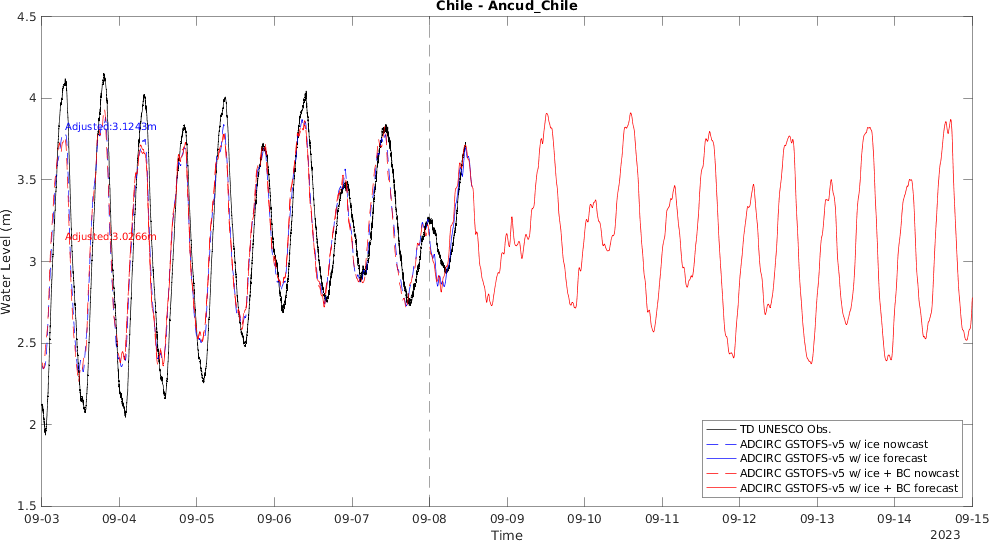 Chile - Ancud_Chile
4.5
4
3.5
3
2.5
2
1.5
Water Level (m)
Adjusted:3.1243m
Adjusted:3.0266m
TD UNESCO Obs.
ADCIRC GSTOFS-v5 w/ ice nowcast
ADCIRC GSTOFS-v5 w/ ice forecast
ADCIRC GSTOFS-v5 w/ ice + BC nowcast
ADCIRC GSTOFS-v5 w/ ice + BC forecast
09-03 09-04 09-05 09-06 09-07 09-08 09-09 09-10 09-11 09-12 09-13 09-14 09-15
Time
2023